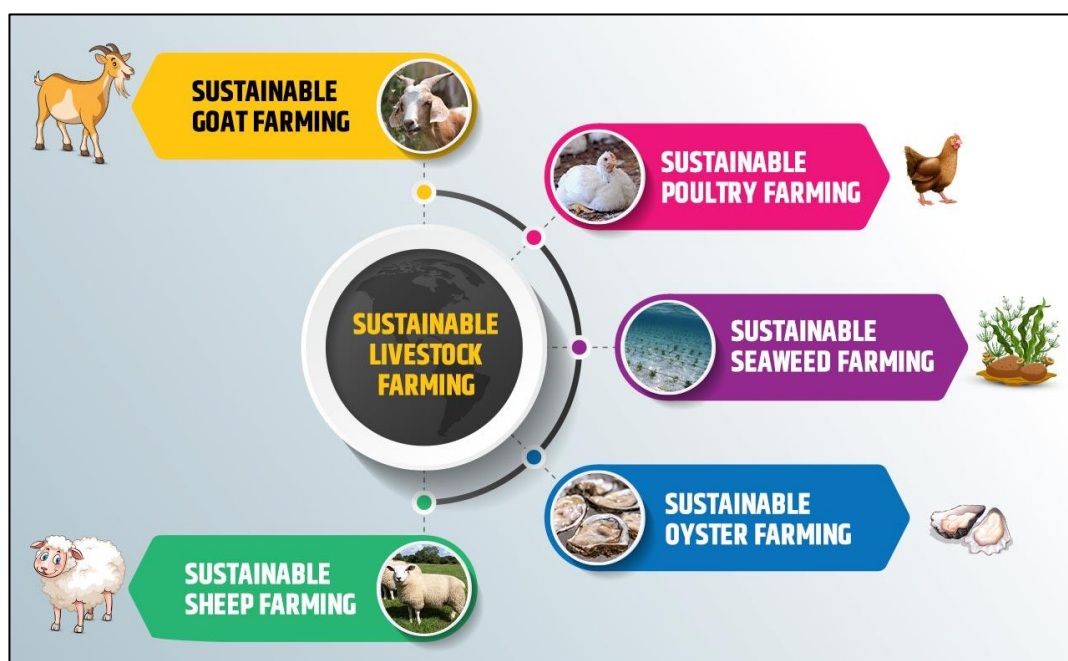 SUSTAINABLE
GOAT FARMING
SUSTAINABLE
POULTRY FARMING
SUSTAINABLE
LIVESTOCK
FARMING
SUSTAINABLE
SEAWEED FARMING
SUSTAINABLE
OYSTER FARMING
SUSTAINABLE
SHEEP FARMING